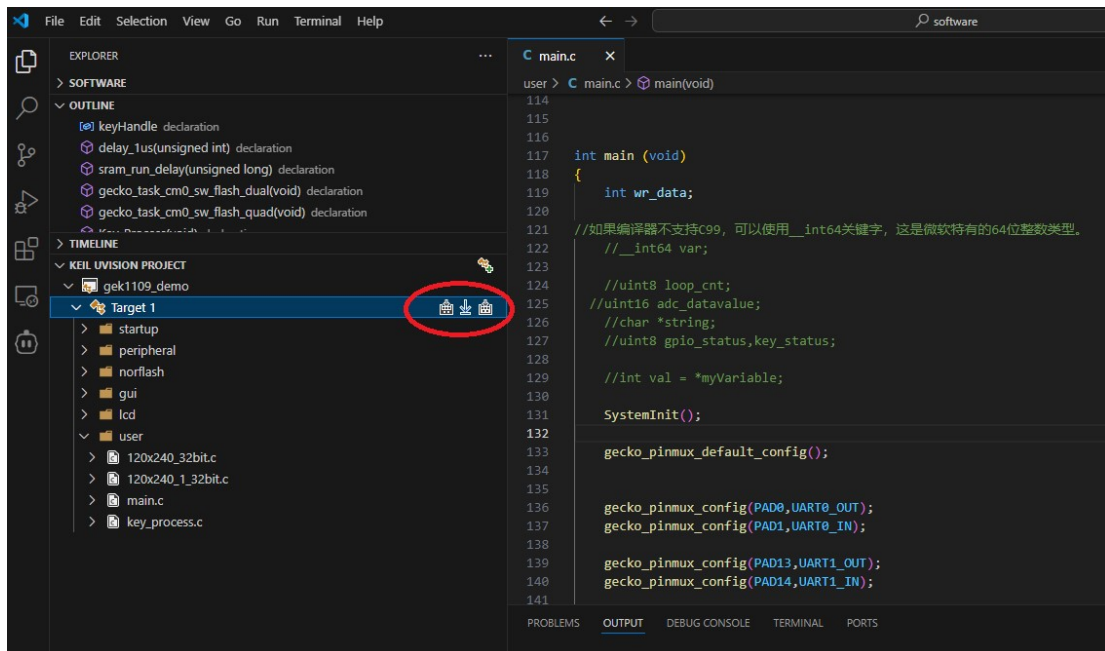 File Edit Selection View Go Run Terminal Help
software
EXPLORER
SOFTWARE
OUTLINE
keyHandle declaration
delay_1us(unsigned int) declaration
sram_run_delay(unsigned long) declaration
gecko_task_cm0_sw_flash_dual(void) declaration
gecko_task_cm0_sw_flash_quad(void) declaration
TIMELINE
KEIL UVISION PROJECT
gek1109_demo
Target 1
startup
peripheral
norflash
gui
lcd
user
120x240_32bit.c
120x240_1_32bit.c
main.c
key_process.c
C main.c
user > C main.c > main(void)
114
115
116
117 int main (void)
118 {
119 int wr_data;
120
121 //如果编译器不支持C99，可以使用__int64关键字，这是微软特有的64位整数类型。
122 //__int64 var;
123
124 //uint8 loop_cnt;
125 //uint16 adc_datavalue;
126 //char *string;
127 //uint8 gpio_status,key_status;
128
129 //int val = *myVariable;
130
131 SystemInit();
132
133 gecko_pinmux_default_config();
134
135
136 gecko_pinmux_config(PAD0,UART0_OUT);
137 gecko_pinmux_config(PAD1,UART0_IN);
138
139 gecko_pinmux_config(PAD13,UART1_OUT);
140 gecko_pinmux_config(PAD14,UART1_IN);
141
PROBLEMS OUTPUT DEBUG CONSOLE TERMINAL PORTS